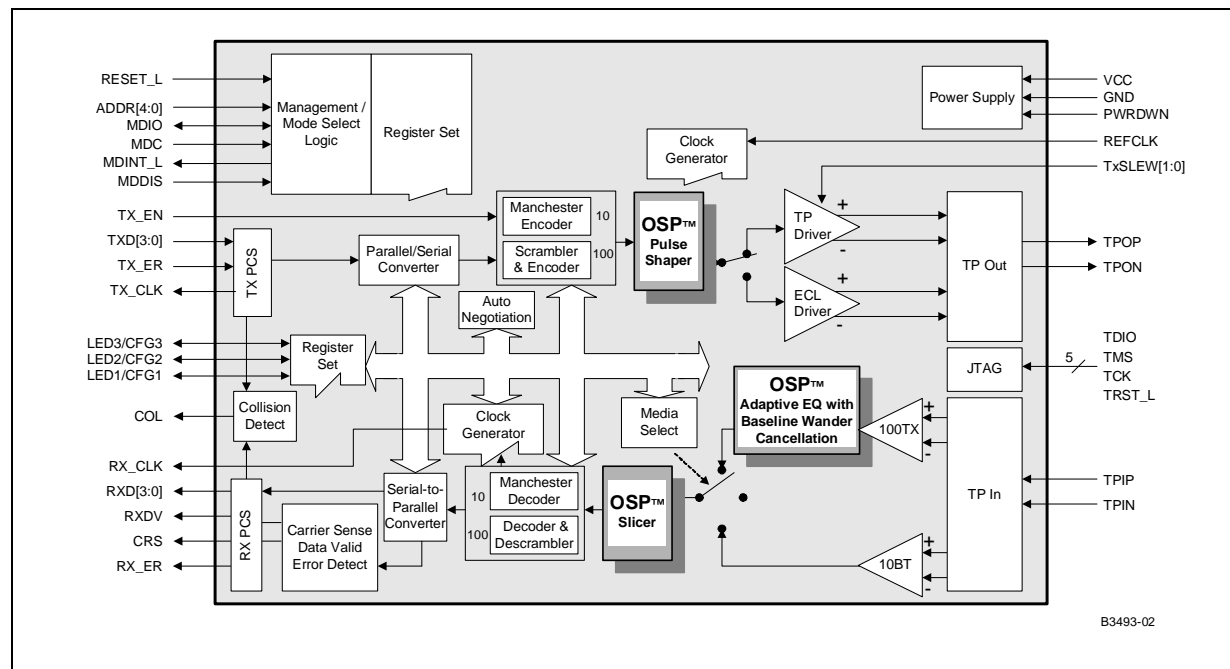 RESET_L
ADDR[4:0]
MDIO
MDC
MDINT_L
MDDIS
Management /
Mode Select
Logic
Register Set
Power Supply
VCC
GND
PWRDWN
REFCLK
TxSLEW[1:0]
Clock
Generator
TX_EN
TXD[3:0]
TX_ER
TX_CLK
TX PCS
Parallel/Serial
Converter
Manchester
Encoder
10
Scrambler
& Encoder
100
OSP™
Pulse
Shaper
TP
Driver
+
-
ECL
Driver
+
-
TP Out
TPOP
TPON
Auto
Negotiation
LED3/CFG3
LED2/CFG2
LED1/CFG1
Register
Set
JTAG
5
TDIO
TMS
TCK
TRST_L
COL
Collision
Detect
Clock
Generator
Media
Select
OSP™
Adaptive EQ with
Baseline Wander
Cancellation
100TX
+
-
TP In
TPIP
TPIN
RX_CLK
RXD[3:0]
RXDV
CRS
RX_ER
RX PCS
Carrier Sense
Data Valid
Error Detect
Serial-to-
Parallel
Converter
10
Manchester
Decoder
100
Decoder &
Descrambler
OSP™
Slicer
10BT
+
-
B3493-02